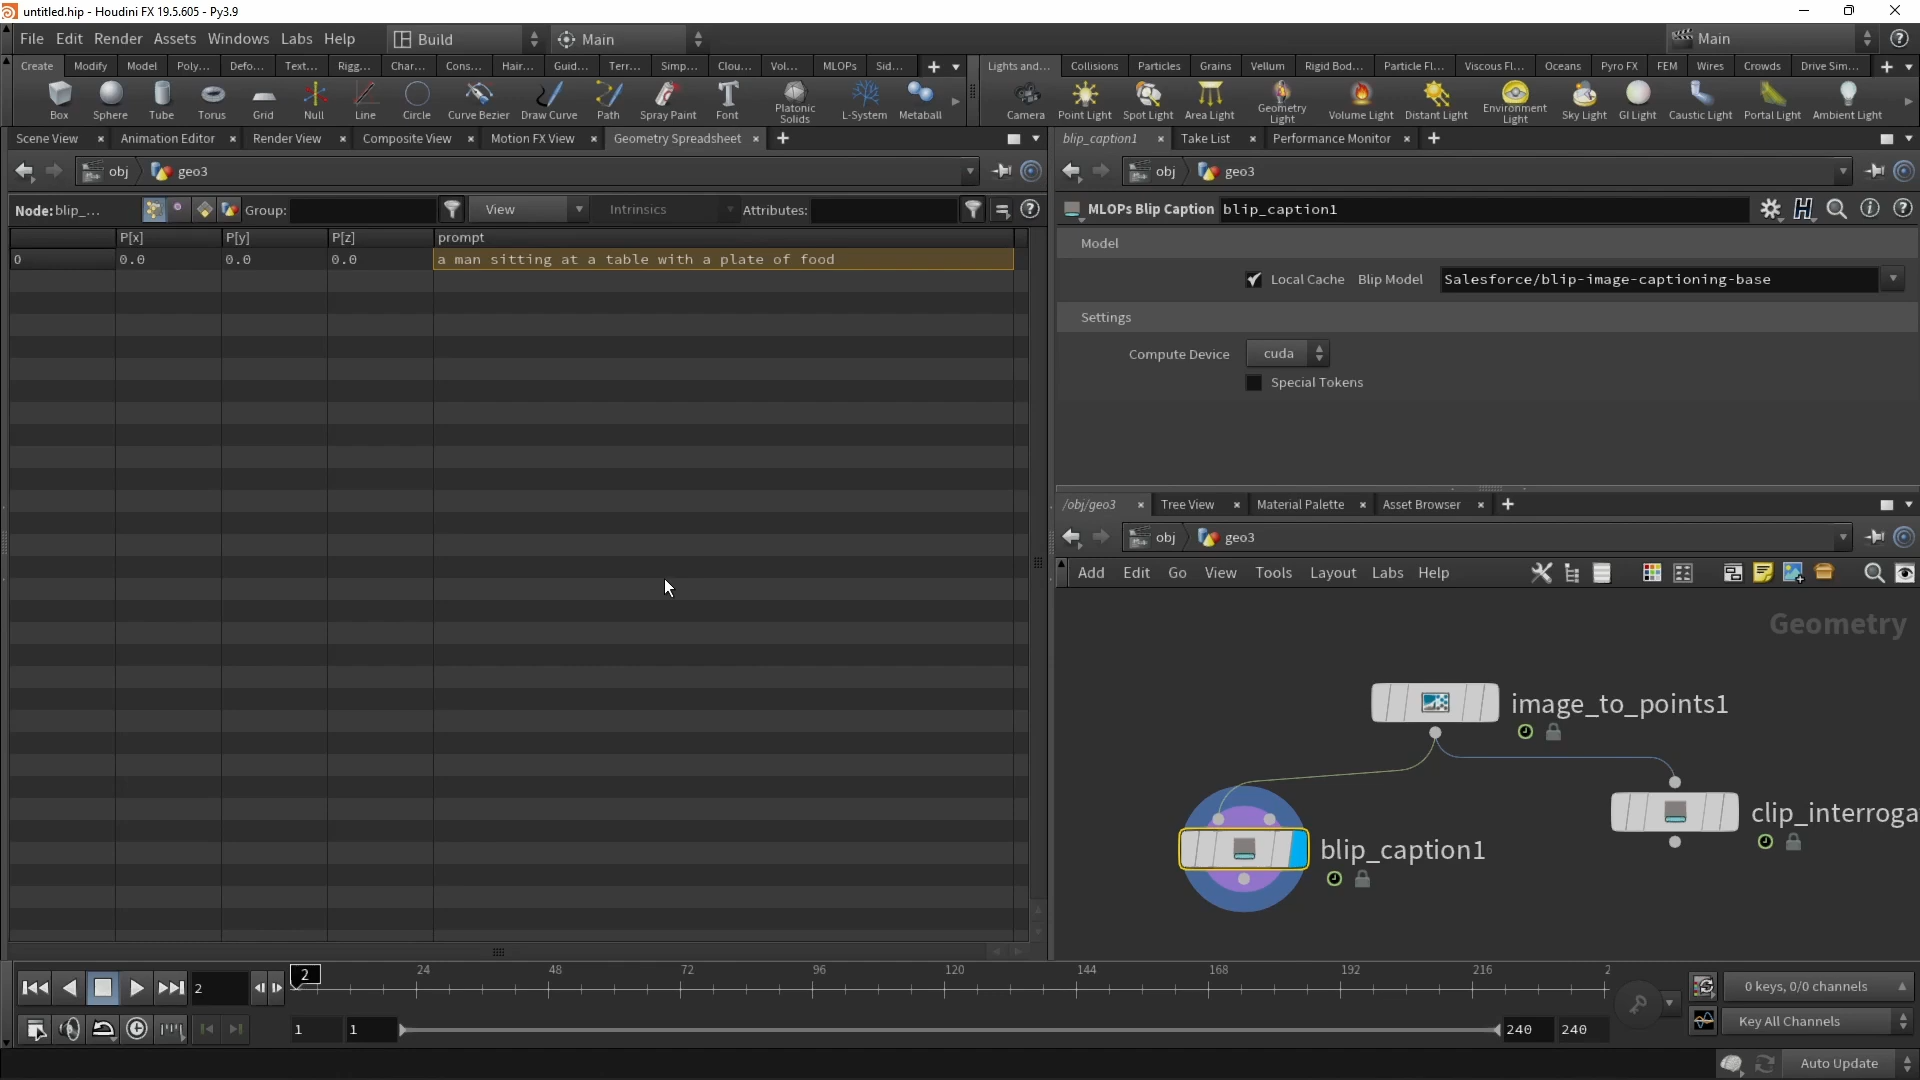 untitled.hip - Houdini FX 19.5.605 - Py3.9
File Edit Render Assets Windows Labs Help Build Main Main
Create Modify Model Poly... Defo... Text... Rigg... Char... Cons... Hair... Guid... Terr... Simp... Clou... Vol... MLOPs Sid... Lights and... Collisions Particles Grains Vellum Rigid Bod... Particle Fl... Viscous Fl... Oceans Pyro FX FEM Wires Crowds Drive Sim...
Box Sphere Tube Torus Grid Null Line Circle Curve Bezier Draw Curve Path Spray Paint Font Platonic Solids L-System Metaball Camera Point Light Spot Light Area Light Geometry Light Volume Light Distant Light Environment Light Sky Light GI Light Caustic Light Portal Light Ambient Light
Scene View Animation Editor Render View Composite View Motion FX View Geometry Spreadsheet blip_caption1 Take List Performance Monitor
obj geo3 obj geo3
Node: blip_... Group: View Intrinsics Attributes: MLOPs Blip Caption blip_caption1
P[x] P[y] P[z] prompt
0 0.0 0.0 0.0 a man sitting at a table with a plate of food
Model
Local Cache Blip Model Salesforce/blip-image-captioning-base
Settings
Compute Device cuda
Special Tokens
/obj/geo3 Tree View Material Palette Asset Browser
obj geo3
Add Edit Go View Tools Layout Labs Help
Geometry
image_to_points1
clip_interroga
blip_caption1
2 2 24 48 72 96 120 144 168 192 216 2
0 keys, 0/0 channels
1 1 240 240 Key All Channels
Auto Update